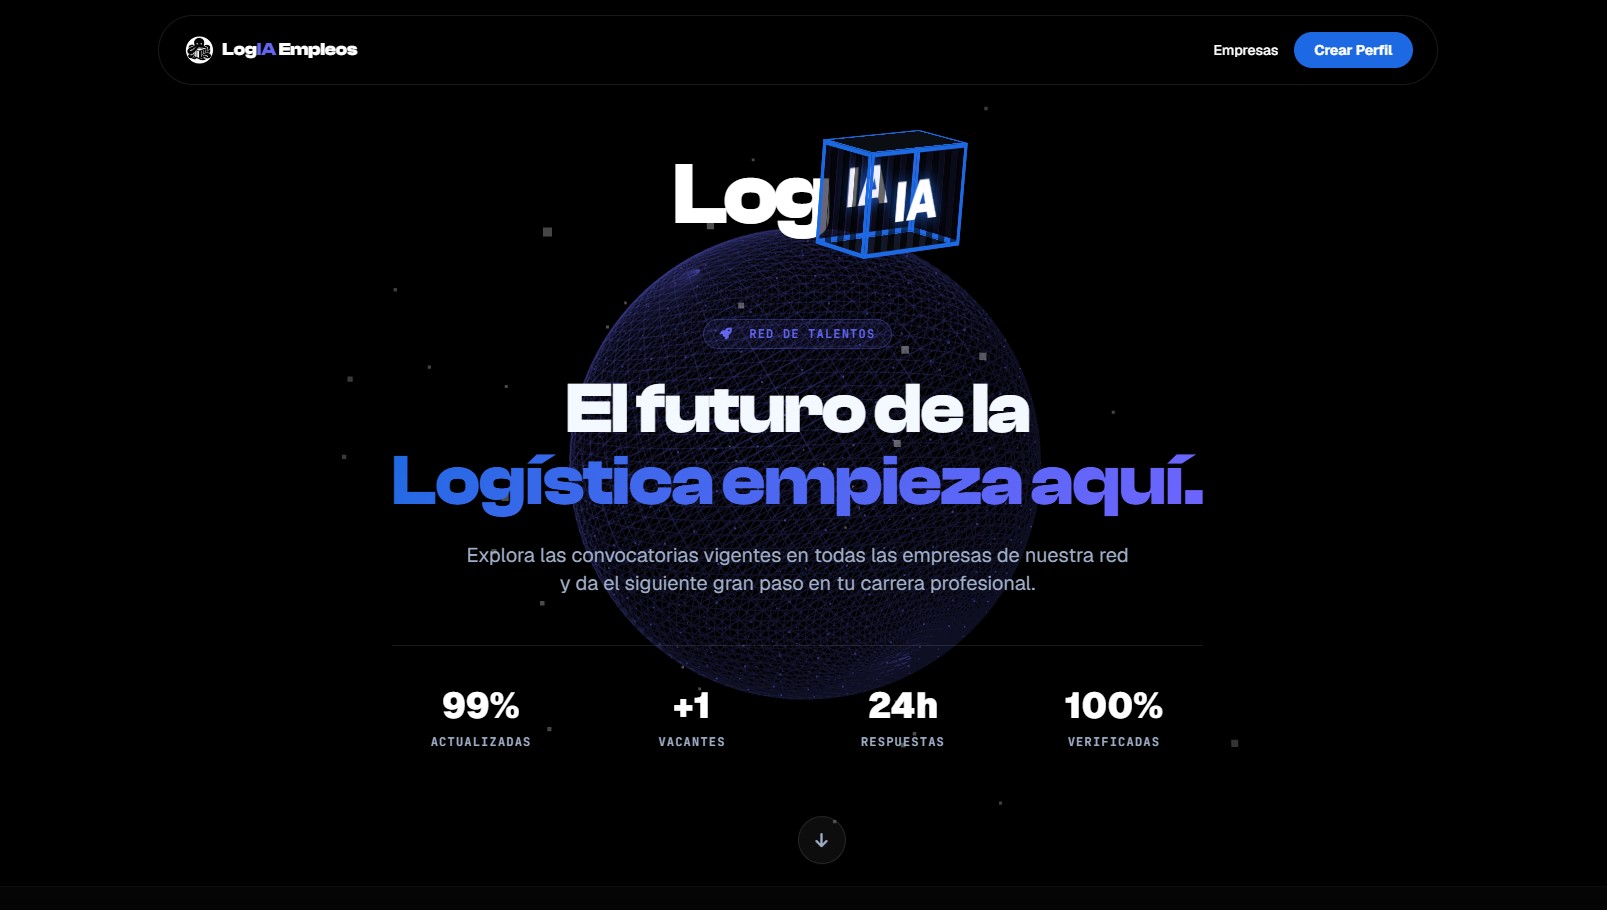 LogIA Empleos
Empresas
Crear Perfil
Log IA IA
RED DE TALENTOS
El futuro de la
Logística empieza aquí.
Explora las convocatorias vigentes en todas las empresas de nuestra red
y da el siguiente gran paso en tu carrera profesional.
99%
ACTUALIZADAS
+1
VACANTES
24h
RESPUESTAS
100%
VERIFICADAS